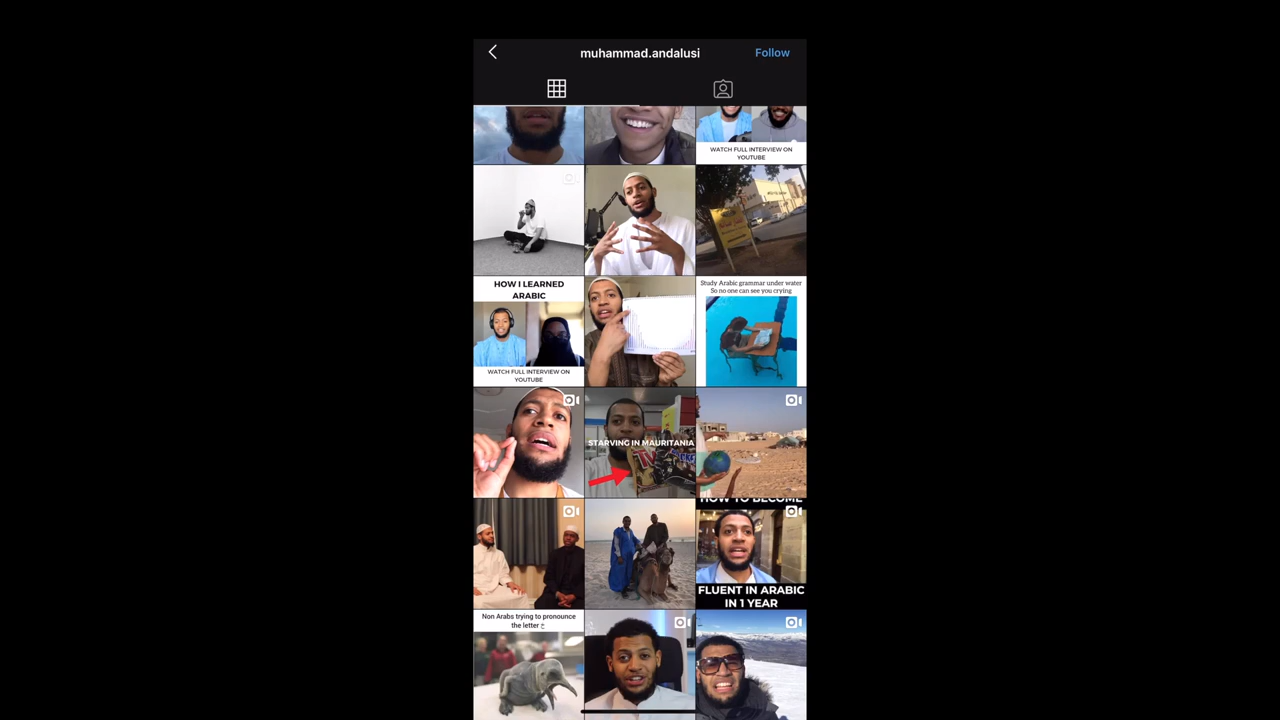 muhammad.andalusi
Follow
WATCH FULL INTERVIEW ON
YOUTUBE
HOW I LEARNED
ARABIC
WATCH FULL INTERVIEW ON
YOUTUBE
Study Arabic grammar under water
So no one can see you crying
STARVING IN MAURITANIA
HOW TO BECOME
FLUENT IN ARABIC
IN 1 YEAR
Non Arabs trying to pronounce
the letter